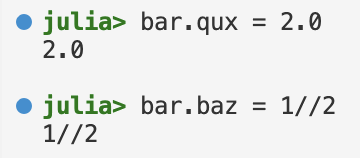 julia> bar.qux = 2.0
2.0
julia> bar.baz = 1//2
1//2